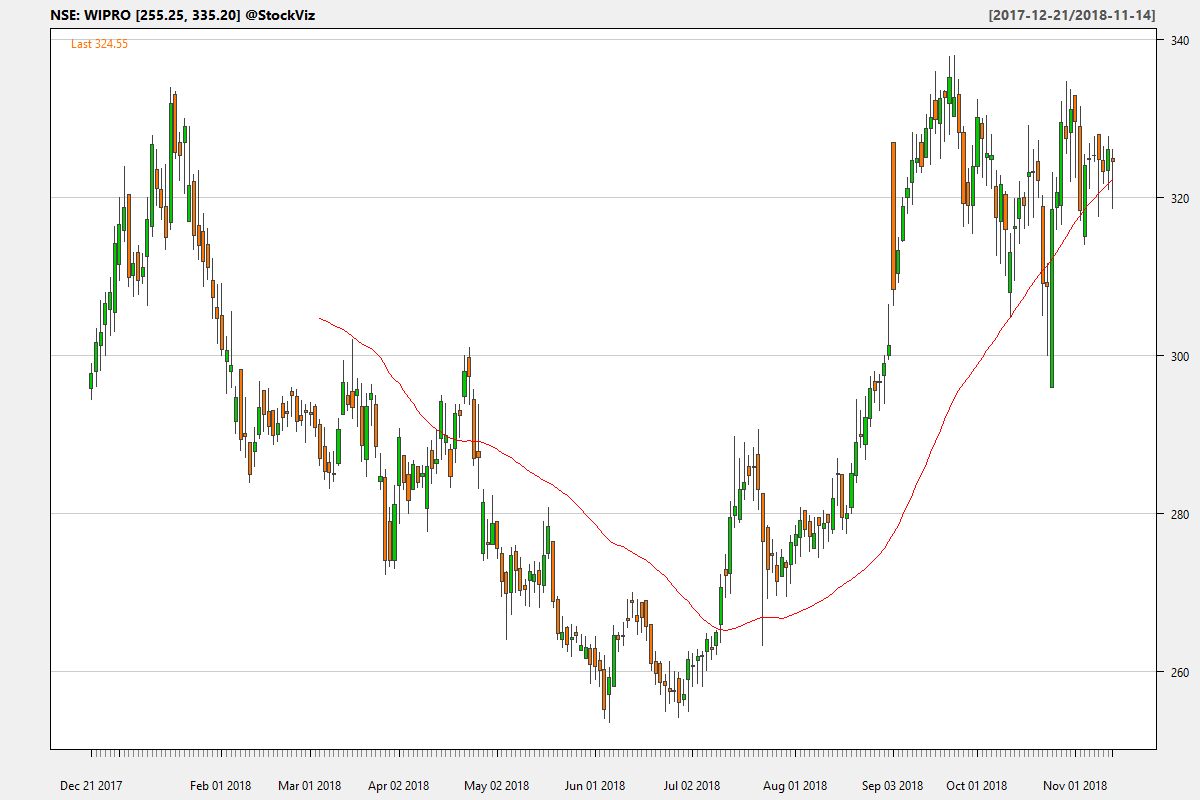 NSE: WIPRO [255.25, 335.20] @StockViz [2017-12-21/2018-11-14]
Last 324.55
340
320
300
280
260
Dec 21 2017 Feb 01 2018 Mar 01 2018 Apr 02 2018 May 02 2018 Jun 01 2018 Jul 02 2018 Aug 01 2018 Sep 03 2018 Oct 01 2018 Nov 01 2018